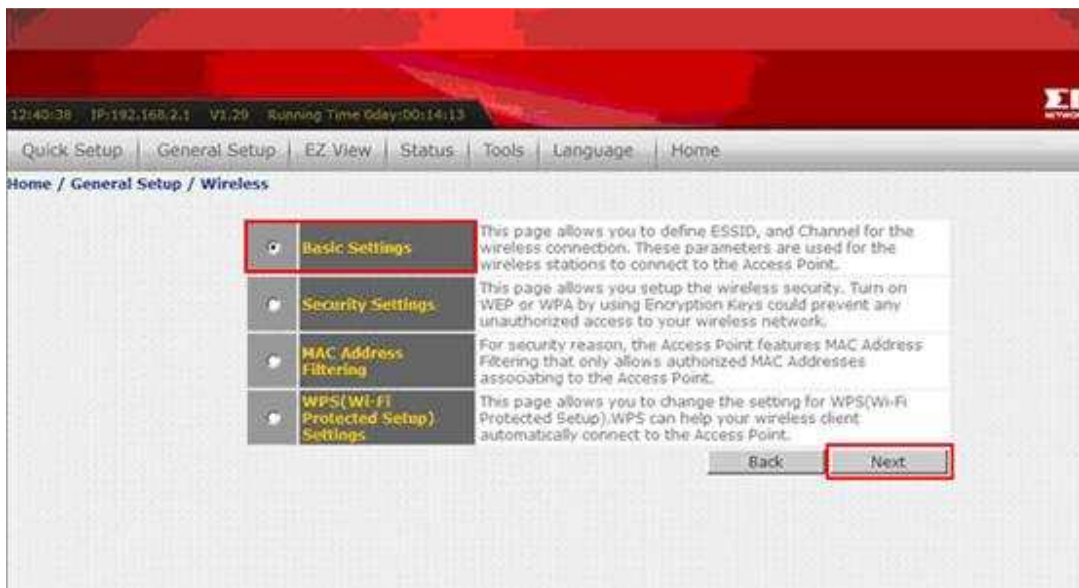 12:40:38 IP:192.168.2.1 V1.29 Running Time 0day:00:14:13
Quick Setup General Setup EZ View Status Tools Language Home
Home / General Setup / Wireless
Basic Settings
This page allows you to define ESSID, and Channel for the
wireless connection. These parameters are used for the
wireless stations to connect to the Access Point.
Security Settings
This page allows you setup the wireless security. Turn on
WEP or WPA by using Encryption Keys could prevent any
unauthorized access to your wireless network.
MAC Address
Filtering
For security reason, the Access Point features MAC Address
Filtering that only allows authorized MAC Addresses
associating to the Access Point.
WPS(Wi-Fi
Protected Setup)
Settings
This page allows you to change the setting for WPS(Wi-Fi
Protected Setup).WPS can help your wireless client
automatically connect to the Access Point.
Back Next